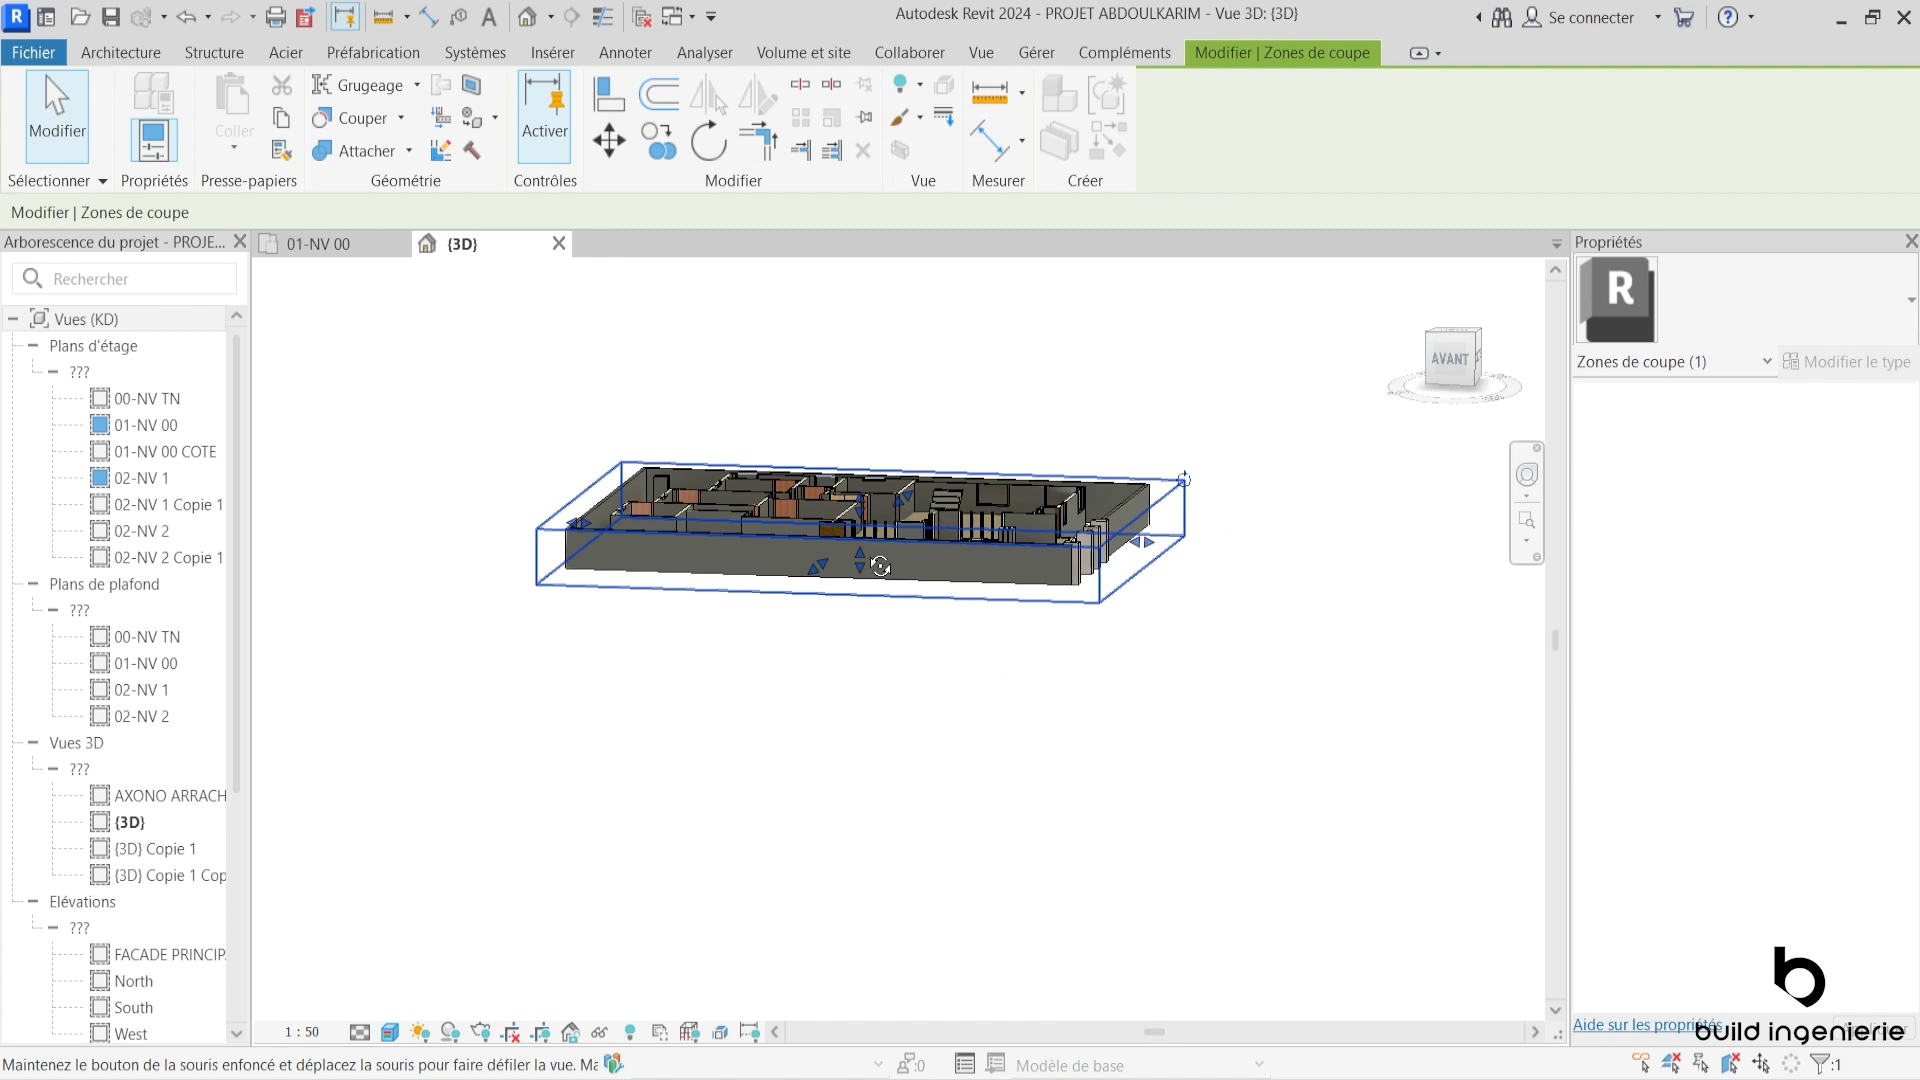 Autodesk Revit 2024 - PROJET ABDOULKARIM - Vue 3D: {3D}
Se connecter
Fichier Architecture Structure Acier Préfabrication Systèmes Insérer Annoter Analyser Volume et site Collaborer Vue Gérer Compléments Modifier | Zones de coupe
Modifier
Coller
Grugeage
Couper
Attacher
Activer
Sélectionner Propriétés Presse-papiers Géométrie Contrôles Modifier Vue Mesurer Créer
Modifier | Zones de coupe
Arborescence du projet - PROJE...
01-NV 00
{3D}
Propriétés
Rechercher
R
Zones de coupe (1)
Modifier le type
AVANT
Vues (KD)
Plans d'étage
???
00-NV TN
01-NV 00
01-NV 00 COTE
02-NV 1
02-NV 1 Copie 1
02-NV 2
02-NV 2 Copie 1
Plans de plafond
???
00-NV TN
01-NV 00
02-NV 1
02-NV 2
Vues 3D
???
AXONO ARRACH
{3D}
{3D} Copie 1
{3D} Copie 1 Cop
Elévations
???
FACADE PRINCIP
North
South
West
1 : 50
Aide sur les propriétés
build ingenierie
Maintenez le bouton de la souris enfoncé et déplacez la souris pour faire défiler la vue. Ma
:0
Modèle de base
:1